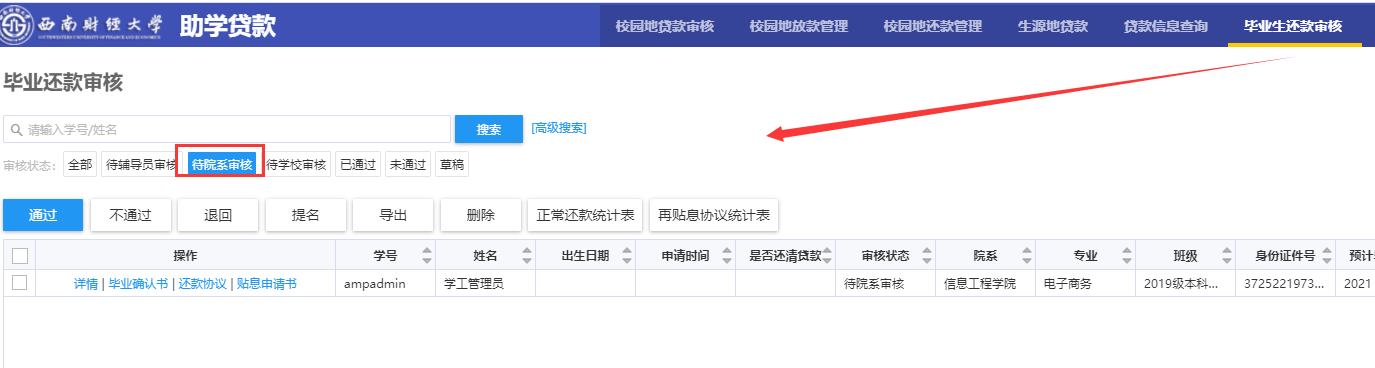 西南财经大学 助学贷款 校园地贷款审核 校园地放款管理 校园地还款管理 生源地贷款 贷款信息查询 毕业生还款审核
SOUTHWESTERN UNIVERSITY OF FINANCE AND ECONOMICS
毕业还款审核
请输入学号/姓名 搜索 [高级搜索]
审核状态: 全部 待辅导员审核 待院系审核 待学校审核 已通过 未通过 草稿
通过 不通过 退回 提名 导出 删除 正常还款统计表 再贴息协议统计表
操作 学号 姓名 出生日期 申请时间 是否还清贷款 审核状态 院系 专业 班级 身份证件号 预计
详情 | 毕业确认书 | 还款协议 | 贴息申请书 ampadmin 学工管理员 待院系审核 信息工程学院 电子商务 2019级本科... 3725221973... 2021